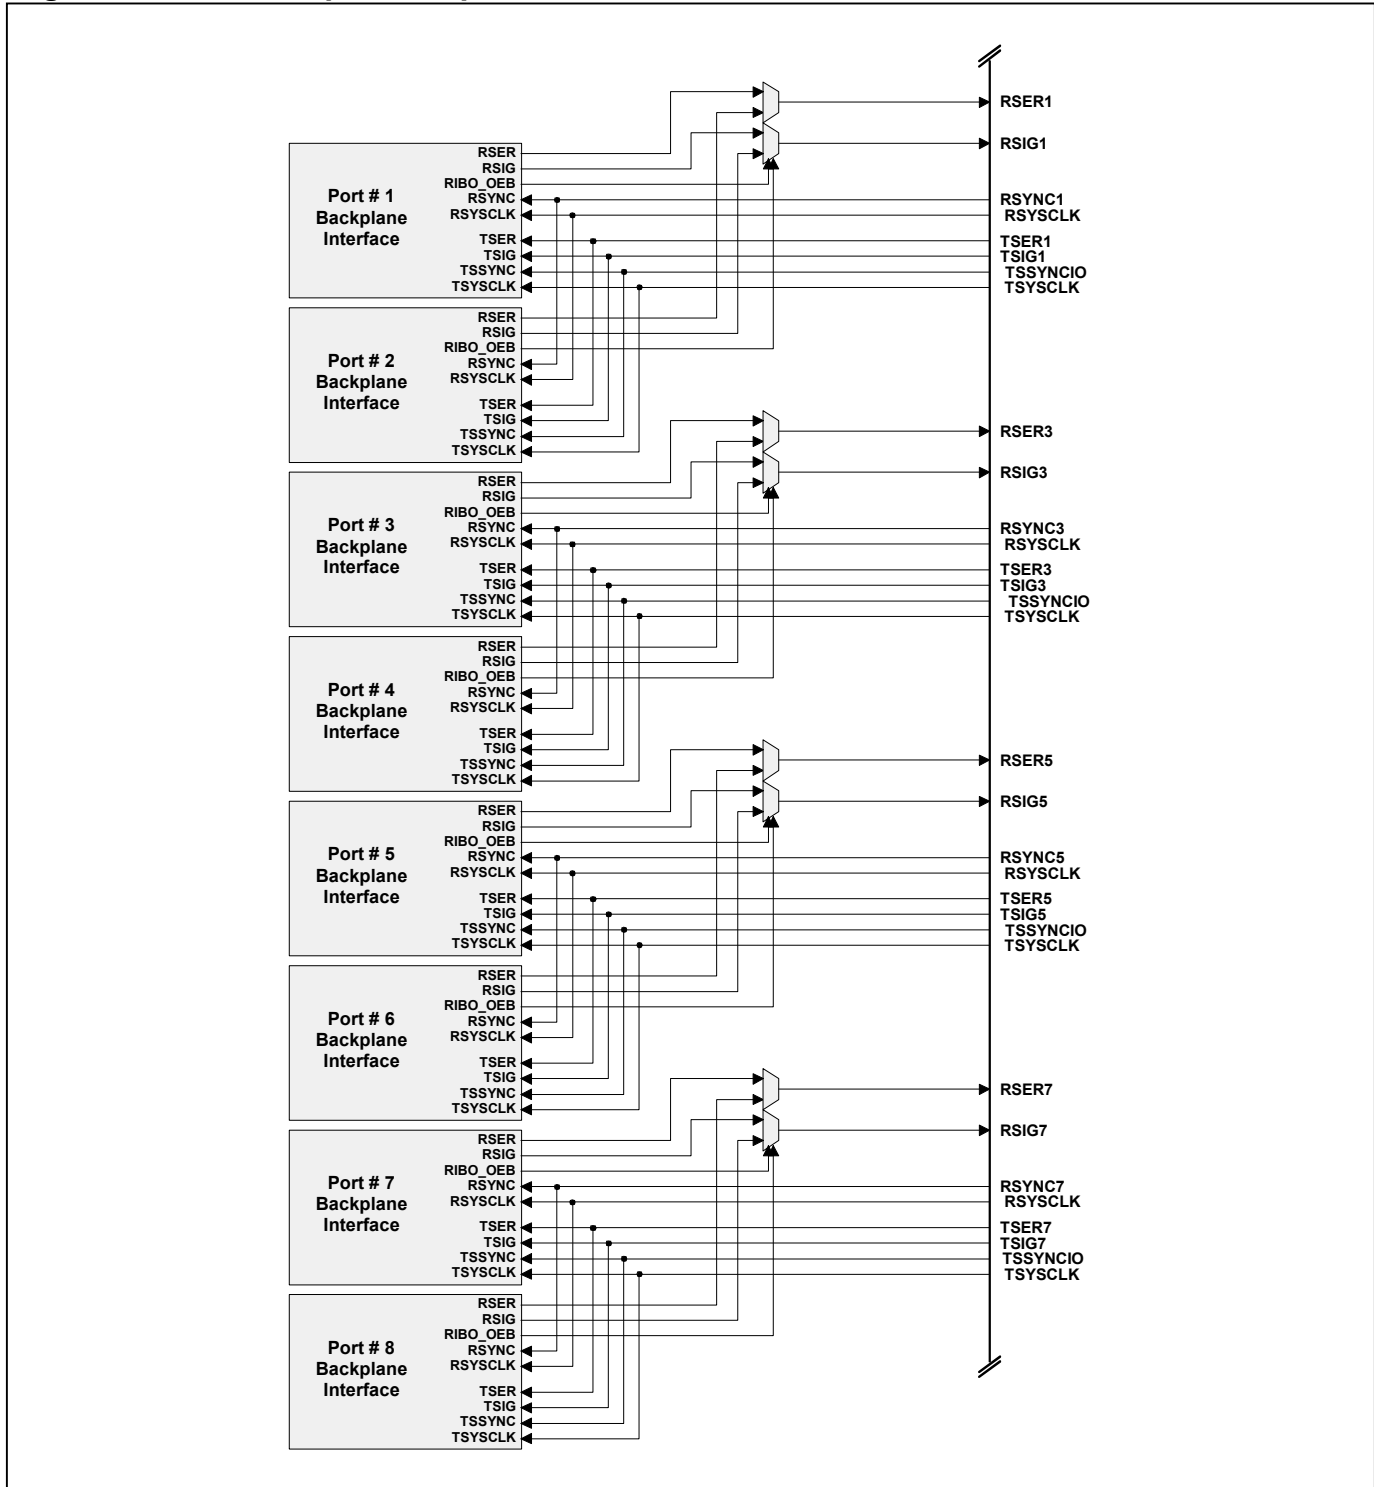 RSER1
RSIG1
Port # 1
Backplane
Interface
RSER
RSIG
RIBO_OEB
RSYNC
RSYSCLK
TSER
TSIG
TSSYNC
TSYSCLK
RSYNC1
RSYSCLK
TSER1
TSIG1
TSSYNCIO
TSYSCLK
Port # 2
Backplane
Interface
RSER
RSIG
RIBO_OEB
RSYNC
RSYSCLK
TSER
TSIG
TSSYNC
TSYSCLK
RSER3
RSIG3
Port # 3
Backplane
Interface
RSER
RSIG
RIBO_OEB
RSYNC
RSYSCLK
TSER
TSIG
TSSYNC
TSYSCLK
RSYNC3
RSYSCLK
TSER3
TSIG3
TSSYNCIO
TSYSCLK
Port # 4
Backplane
Interface
RSER
RSIG
RIBO_OEB
RSYNC
RSYSCLK
TSER
TSIG
TSSYNC
TSYSCLK
RSER5
RSIG5
Port # 5
Backplane
Interface
RSER
RSIG
RIBO_OEB
RSYNC
RSYSCLK
TSER
TSIG
TSSYNC
TSYSCLK
RSYNC5
RSYSCLK
TSER5
TSIG5
TSSYNCIO
TSYSCLK
Port # 6
Backplane
Interface
RSER
RSIG
RIBO_OEB
RSYNC
RSYSCLK
TSER
TSIG
TSSYNC
TSYSCLK
RSER7
RSIG7
Port # 7
Backplane
Interface
RSER
RSIG
RIBO_OEB
RSYNC
RSYSCLK
TSER
TSIG
TSSYNC
TSYSCLK
RSYNC7
RSYSCLK
TSER7
TSIG7
TSSYNCIO
TSYSCLK
Port # 8
Backplane
Interface
RSER
RSIG
RIBO_OEB
RSYNC
RSYSCLK
TSER
TSIG
TSSYNC
TSYSCLK